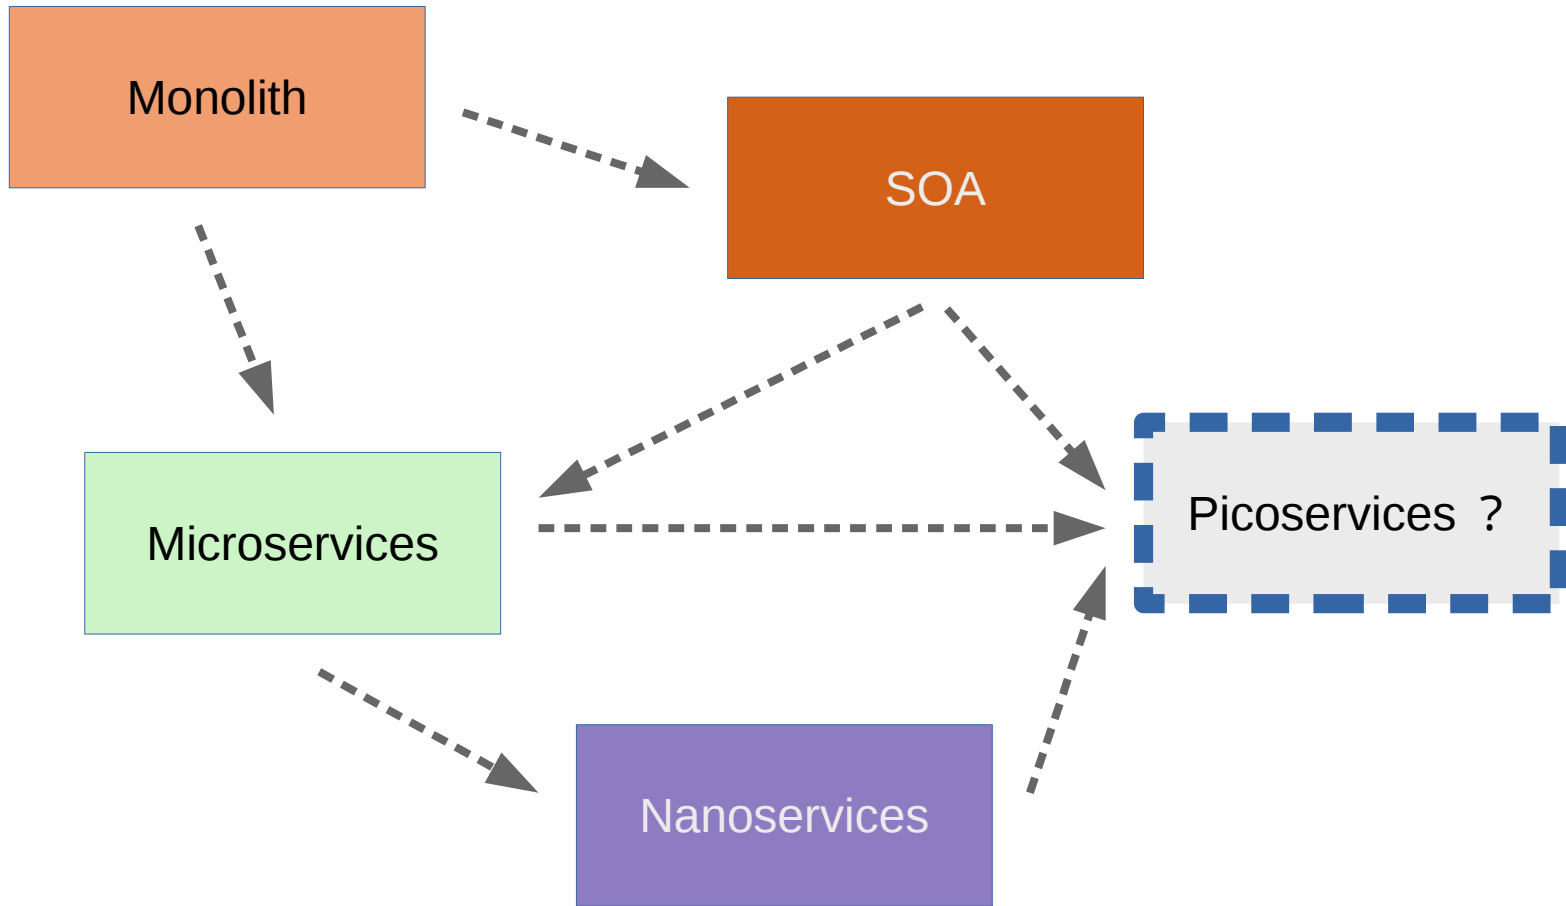 Monolith
SOA
Microservices
Picoservices ?
Nanoservices